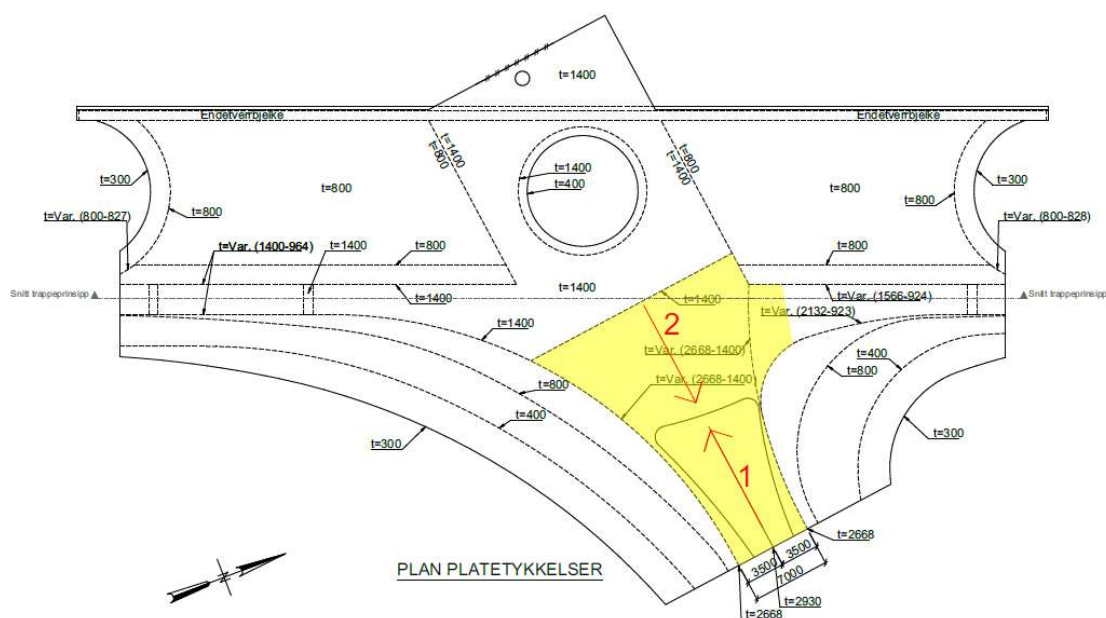 t=1400
Endetverrbjelke
Endetverrbjelke
t=1400
t=800
t=800
t=1400
t=300
t=1400
t=400
t=300
t=800
t=800
t=800
t=800
t=Var. (800-827)
t=Var. (800-828)
t=Var. (1400-964)
t=1400
t=800
t=800
Snitt trappeprinsipp
t=1400
t=1400
t=1400
t=Var. (1566-924)
Snitt trappeprinsipp
t=Var. (2132-923)
t=1400
2
t=Var. (2668-1400)
t=400
t=800
t=Var. (2668-1400)
t=800
t=400
t=300
t=300
1
t=2668
3500
3500
7000
PLAN PLATETYKKELSER
t=2930
t=2668